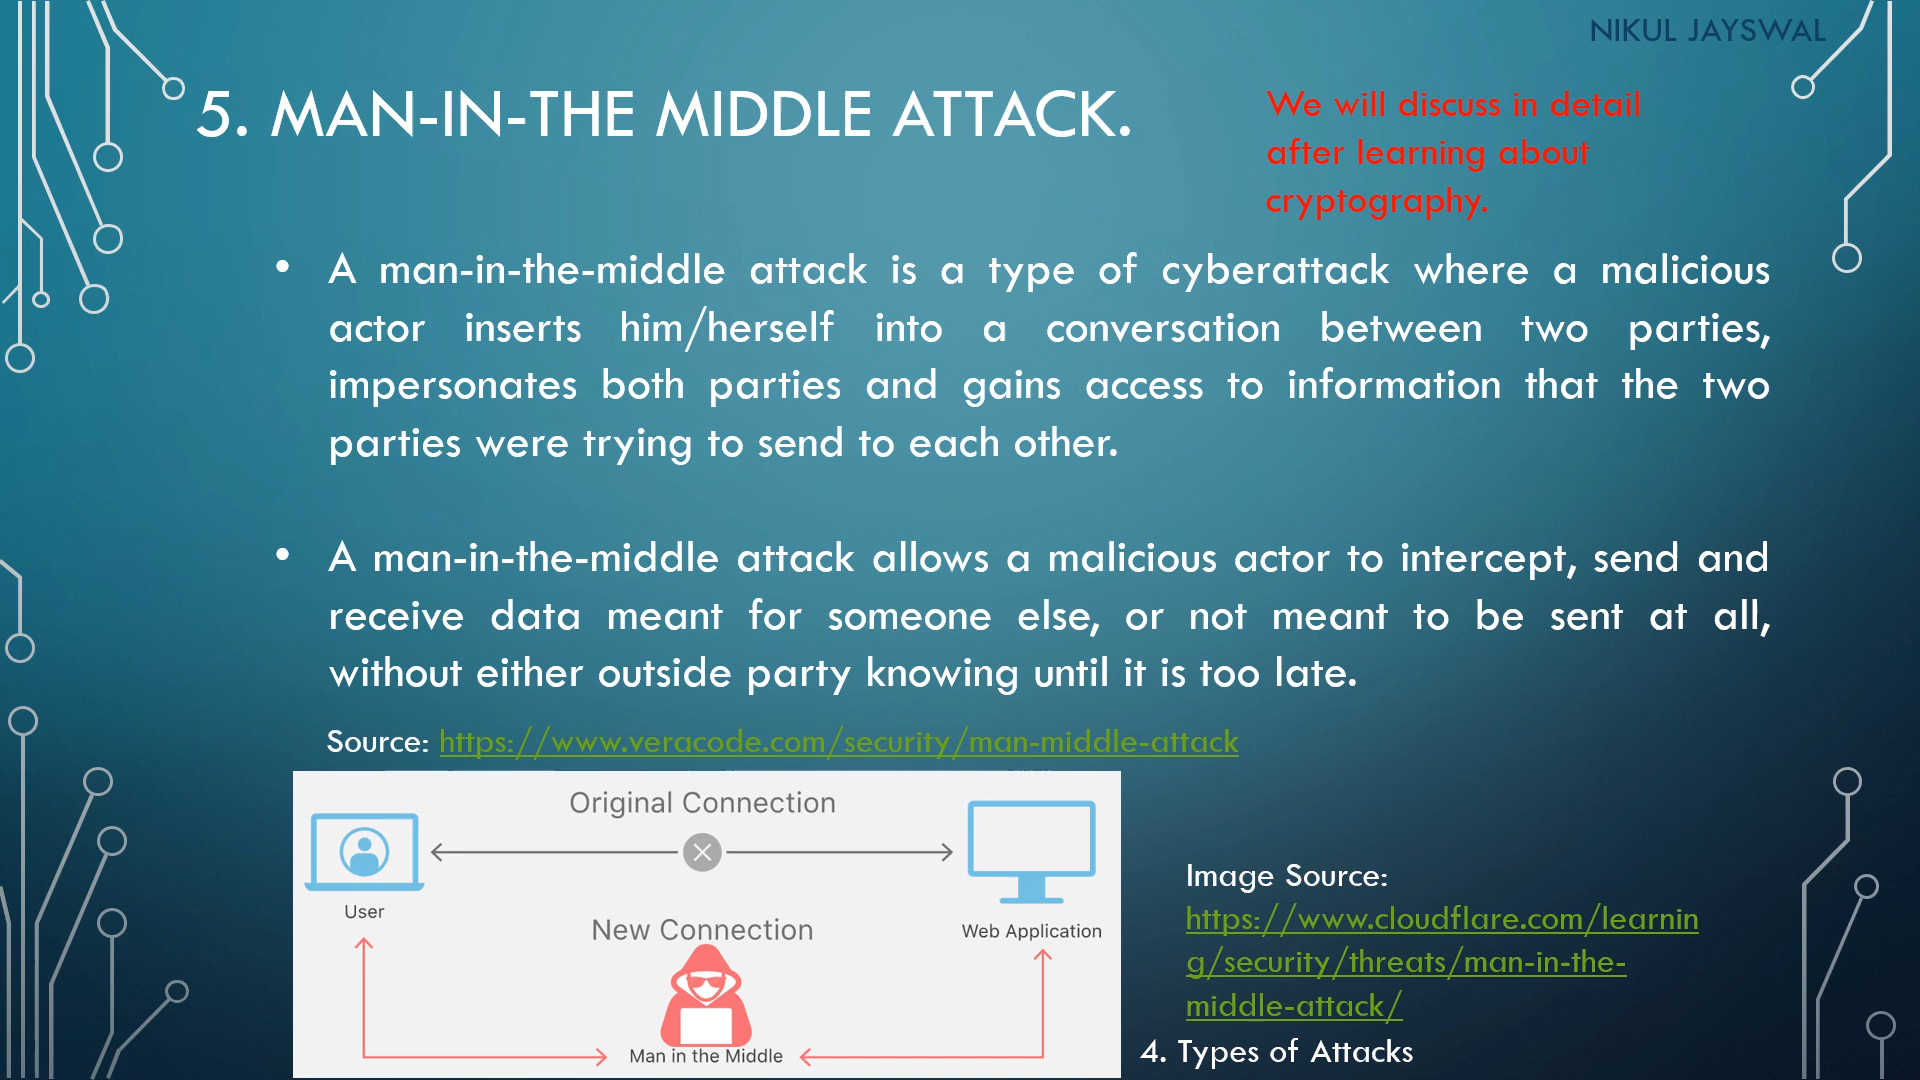 NIKUL JAYSWAL
5. MAN-IN-THE MIDDLE ATTACK.
We will discuss in detail
after learning about
cryptography.
• A man-in-the-middle attack is a type of cyberattack where a malicious
actor inserts him/herself into a conversation between two parties,
impersonates both parties and gains access to information that the two
parties were trying to send to each other.
• A man-in-the-middle attack allows a malicious actor to intercept, send and
receive data meant for someone else, or not meant to be sent at all,
without either outside party knowing until it is too late.
Source: https://www.veracode.com/security/man-middle-attack
Original Connection
User
Web Application
New Connection
Man in the Middle
Image Source:
https://www.cloudflare.com/learnin
g/security/threats/man-in-the-
middle-attack/
4. Types of Attacks